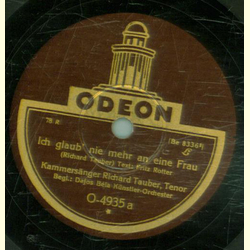 ODEON
78 A
(Be 8336)
Ich glaub' nie mehr an eine Frau
(Richard Tauber) Text: Fritz Rotter
Kammersänger Richard Tauber, Tenor
Begl.: Dajos Béla Künstler-Orchester
O-4935 a